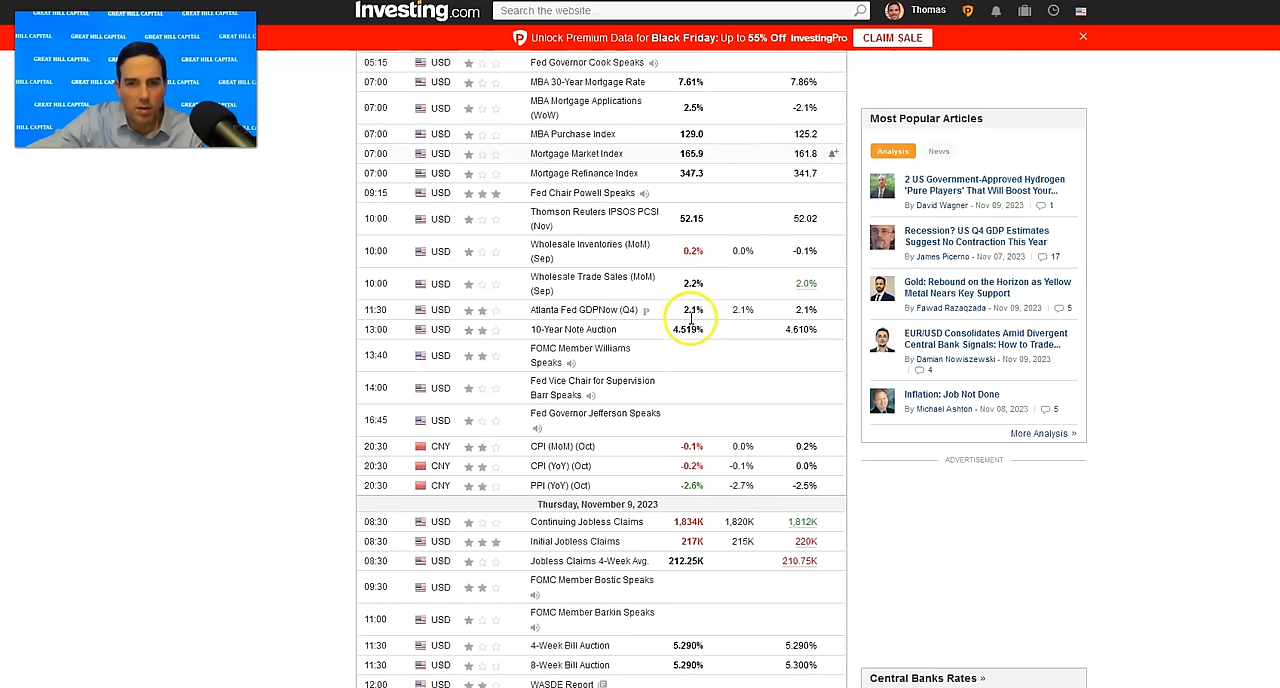 Investing.com
Search the website...
Thomas
Unlock Premium Data for Black Friday: Up to 55% Off InvestingPro
CLAIM SALE
GREAT HILL CAPITAL GREAT HILL CAPITAL
HILL CAPITAL GREAT HILL CAPITAL GREAT HILL C
GREAT HILL CAPITAL
HILL CAPITAL
GREAT HILL CAPITAL
HILL CAPITAL
05:15 USD Fed Governor Cook Speaks
07:00 USD MBA 30-Year Mortgage Rate 7.61% 7.86%
07:00 USD MBA Mortgage Applications (WoW) 2.5% -2.1%
07:00 USD MBA Purchase Index 129.0 125.2
07:00 USD Mortgage Market Index 165.9 161.8
07:00 USD Mortgage Refinance Index 347.3 341.7
09:15 USD Fed Chair Powell Speaks
10:00 USD Thomson Reuters IPSOS PCSI (Nov) 52.15 52.02
10:00 USD Wholesale Inventories (MoM) (Sep) 0.2% 0.0% -0.1%
10:00 USD Wholesale Trade Sales (MoM) (Sep) 2.2% 2.0%
11:30 USD Atlanta Fed GDPNow (Q4) P 2.1% 2.1% 2.1%
13:00 USD 10-Year Note Auction 4.519% 4.610%
13:40 USD FOMC Member Williams Speaks
14:00 USD Fed Vice Chair for Supervision Barr Speaks
16:45 USD Fed Governor Jefferson Speaks
20:30 CNY CPI (MoM) (Oct) -0.1% 0.0% 0.2%
20:30 CNY CPI (YoY) (Oct) -0.2% -0.1% 0.0%
20:30 CNY PPI (YoY) (Oct) -2.6% -2.7% -2.5%
Thursday, November 9, 2023
08:30 USD Continuing Jobless Claims 1,834K 1,820K 1,812K
08:30 USD Initial Jobless Claims 217K 215K 220K
08:30 USD Jobless Claims 4-Week Avg. 212.25K 210.75K
09:30 USD FOMC Member Bostic Speaks
11:00 USD FOMC Member Barkin Speaks
11:30 USD 4-Week Bill Auction 5.290% 5.290%
11:30 USD 8-Week Bill Auction 5.290% 5.300%
12:00 USD WASDE Report
Most Popular Articles
Analysis News
2 US Government-Approved Hydrogen
'Pure Players' That Will Boost Your...
By David Wagner - Nov 09, 2023 1
Recession? US Q4 GDP Estimates
Suggest No Contraction This Year
By James Picerno - Nov 07, 2023 17
Gold: Rebound on the Horizon as Yellow
Metal Nears Key Support
By Fawad Razaqzada - Nov 09, 2023 5
EUR/USD Consolidates Amid Divergent
Central Bank Signals: How to Trade...
By Damian Nowiszewski - Nov 09, 2023
4
Inflation: Job Not Done
By Michael Ashton - Nov 08, 2023 5
More Analysis »
ADVERTISEMENT
Central Banks Rates »